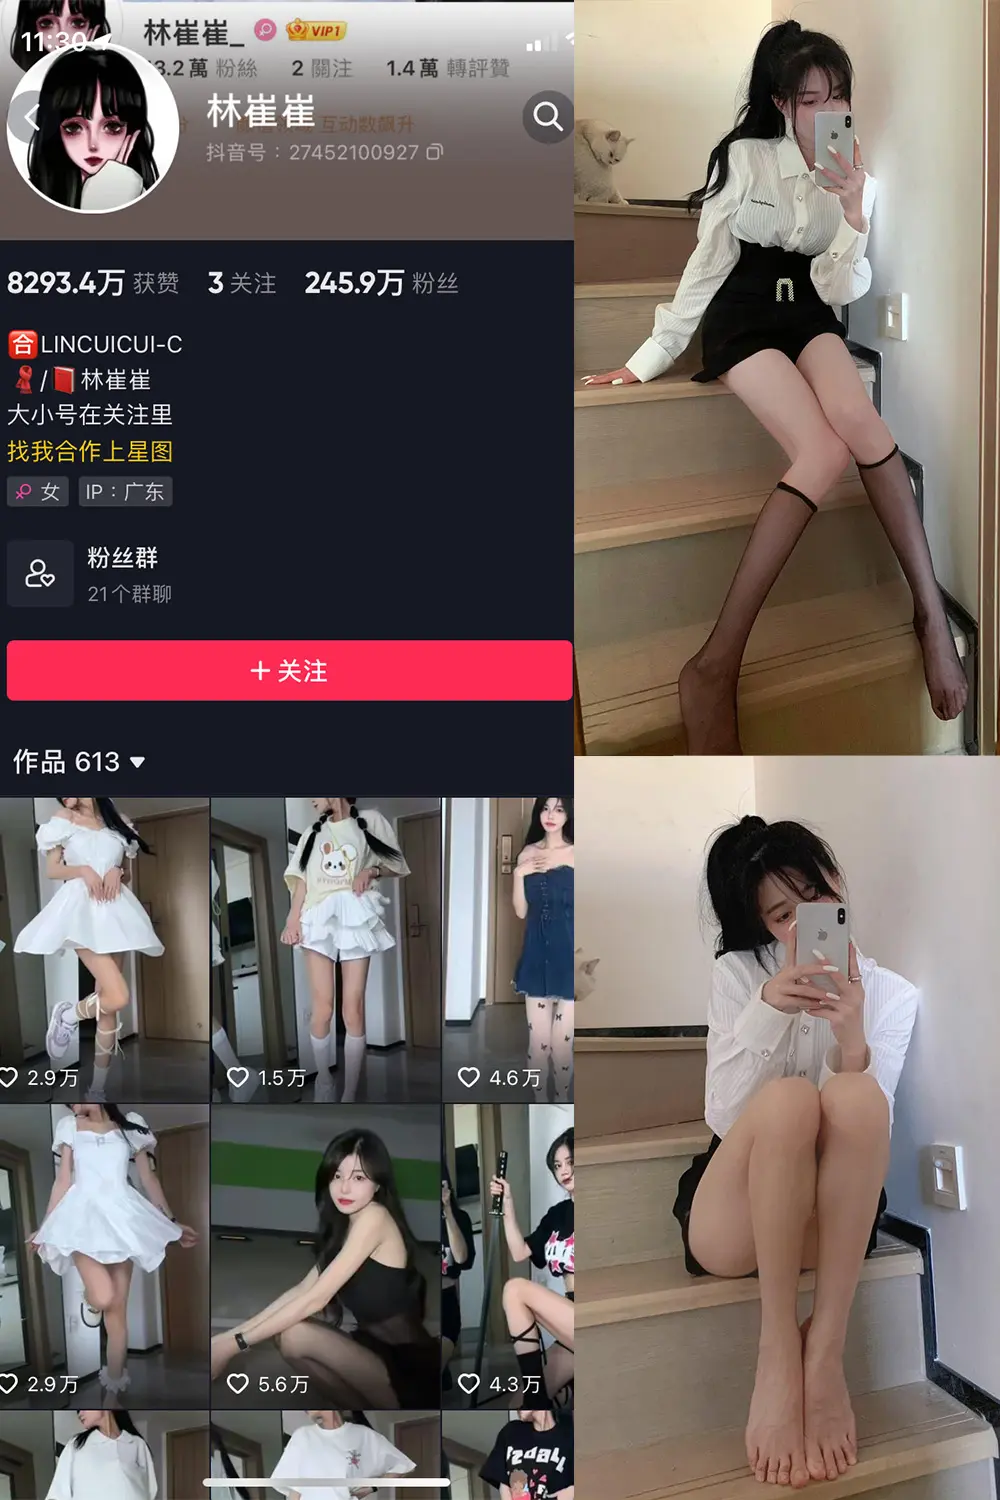 林崔崔_ VIP1
11:30
3.2萬 粉絲 2 關注 1.4萬 轉評贊
林崔崔
互动数飙升
抖音号：27452100927
8293.4万 获赞 3 关注 245.9万 粉丝
合 LINCUICUI-C
/ 林崔崔
大小号在关注里
找我合作上星图
女 IP：广东
粉丝群
21个群聊
+ 关注
作品 613
2.9万 1.5万 4.6万
2.9万 5.6万 4.3万